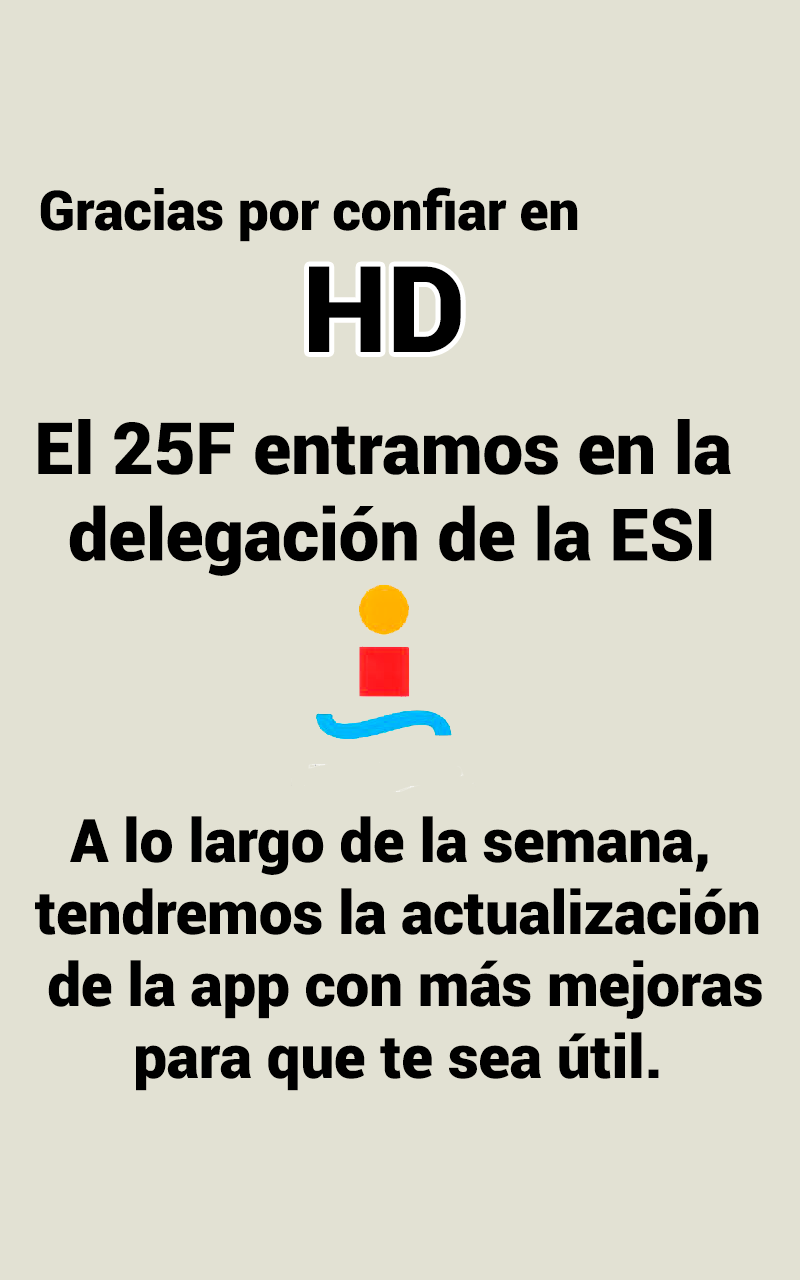 Gracias por confiar en
HD
El 25F entramos en la
delegación de la ESI
A lo largo de la semana,
tendremos la actualización
de la app con más mejoras
para que te sea útil.